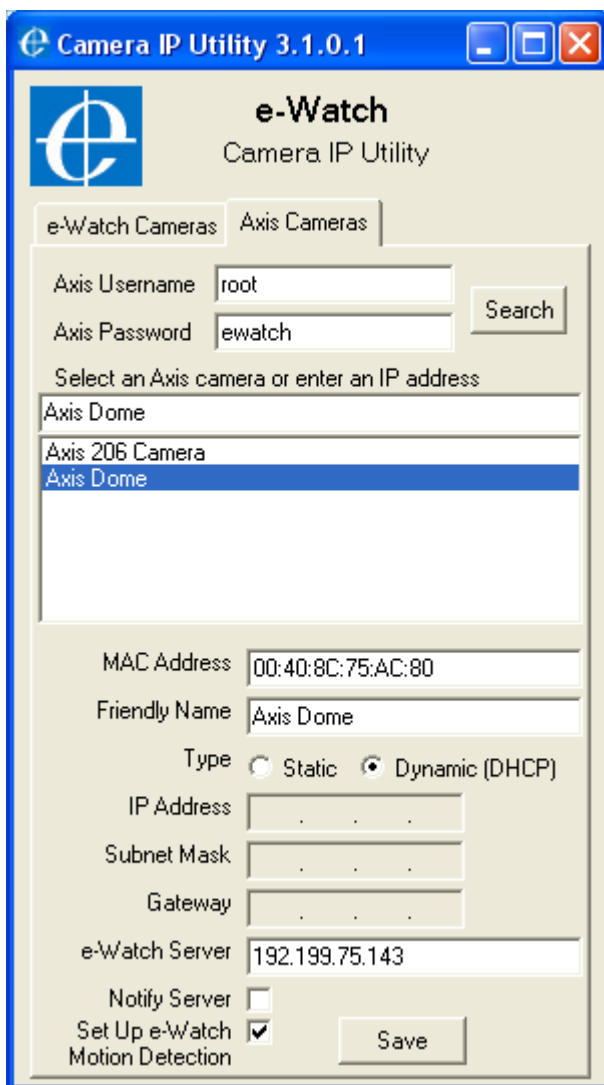 Camera IP Utility 3.1.0.1
e-Watch
Camera IP Utility
e-Watch Cameras Axis Cameras
Axis Username root
Search
Axis Password ewatch
Select an Axis camera or enter an IP address
Axis Dome
Axis 206 Camera
Axis Dome
MAC Address 00:40:8C:75:AC:80
Friendly Name Axis Dome
Type Static Dynamic (DHCP)
IP Address . . .
Subnet Mask . . .
Gateway . . .
e-Watch Server 192.199.75.143
Notify Server
Set Up e-Watch
Motion Detection
Save